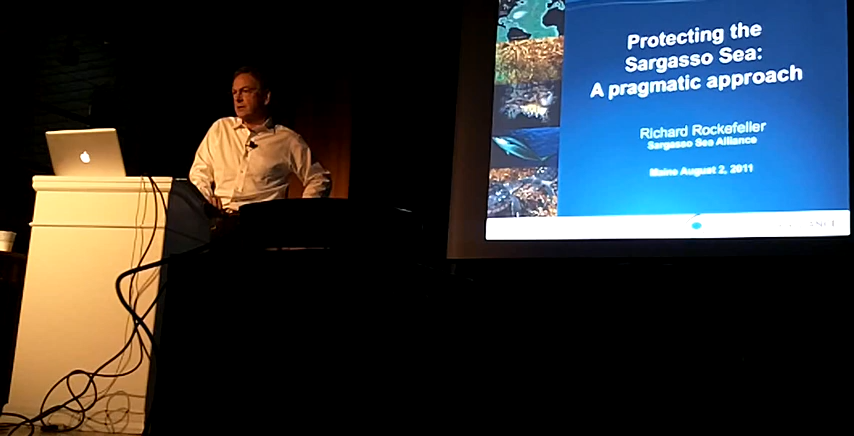 Protecting the
Sargasso Sea:
A pragmatic approach
Richard Rockefeller
Sargasso Sea Alliance
Maine August 2, 2011